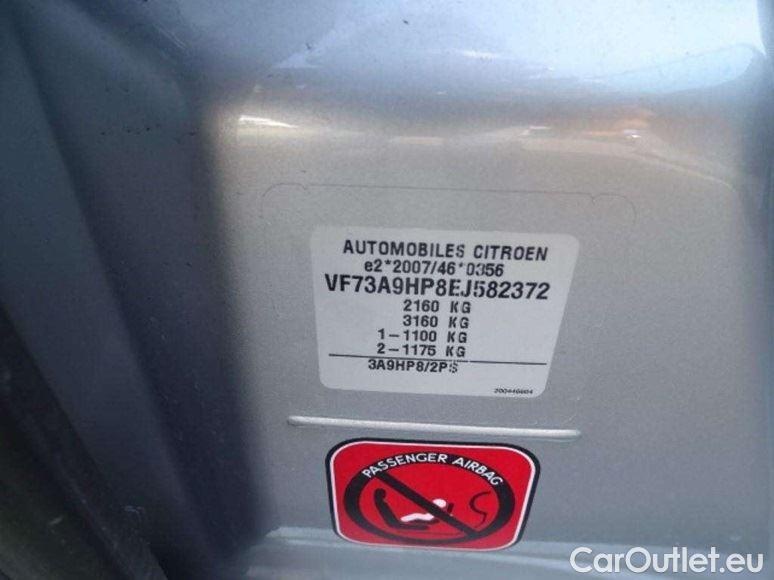 AUTOMOBILES CITROEN
e2*2007/46*0356
VF73A9HP8EJ582372
2160 KG
3160 KG
1-1100 KG
2-1175 KG
3A9HP8/2PS
PASSENGER AIRBAG
CarOutlet.eu